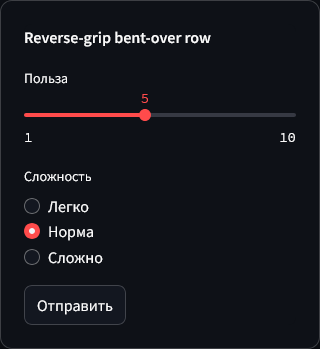 Reverse-grip bent-over row
Польза
5
1 10
Сложность
Легко
Норма
Сложно
Отправить